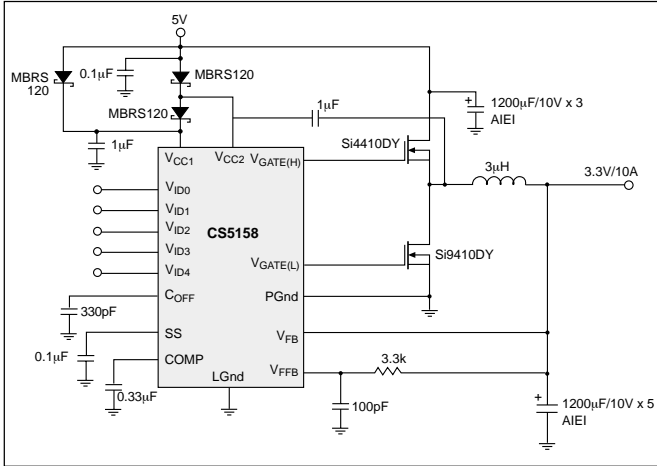 5V
MBRS
120
0.1μF
MBRS120
MBRS120
1μF
1μF
1200μF/10V x 3
AIEI
Si4410DY
3μH
3.3V/10A
VCC1
VCC2
VGATE(H)
VID0
VID1
VID2
VID3
VID4
CS5158
Si9410DY
VGATE(L)
COFF
PGnd
330pF
SS
VFB
0.1μF
COMP
VFFB
3.3k
LGnd
0.33μF
100pF
1200μF/10V x 5
AIEI